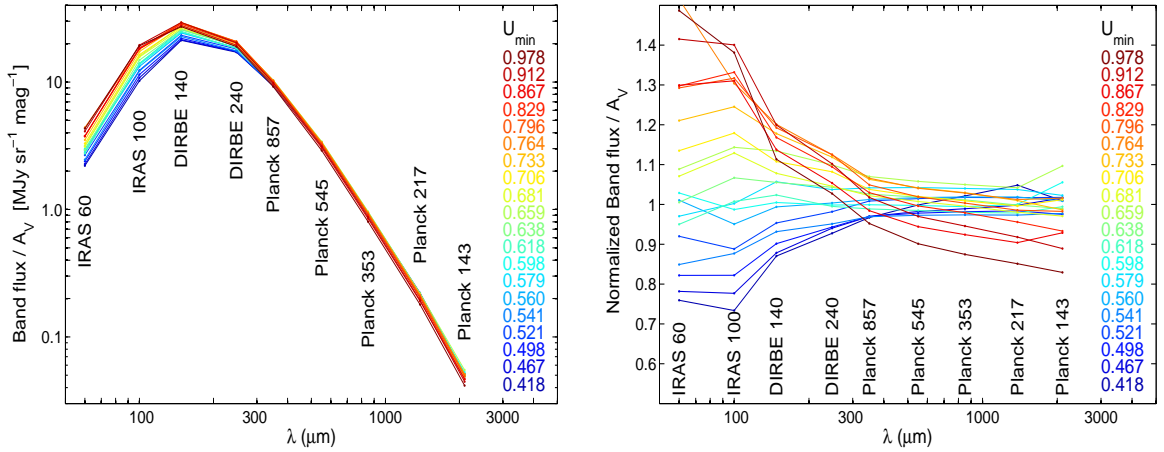 Band flux / A_V [MJy sr⁻¹ mag⁻¹]
10
1.0
0.1
100
300
1000
3000
λ (μm)
IRAS 60
IRAS 100
DIRBE 140
DIRBE 240
Planck 857
Planck 545
Planck 353
Planck 217
Planck 143
U_min
0.978
0.912
0.867
0.829
0.796
0.764
0.733
0.706
0.681
0.659
0.638
0.618
0.598
0.579
0.560
0.541
0.521
0.498
0.467
0.418
Normalized Band flux / A_V
1.4
1.3
1.2
1.1
1
0.9
0.8
0.7
0.6
100
300
1000
3000
λ (μm)
IRAS 60
IRAS 100
DIRBE 140
DIRBE 240
Planck 857
Planck 545
Planck 353
Planck 217
Planck 143
U_min
0.978
0.912
0.867
0.829
0.796
0.764
0.733
0.706
0.681
0.659
0.638
0.618
0.598
0.579
0.560
0.541
0.521
0.498
0.467
0.418